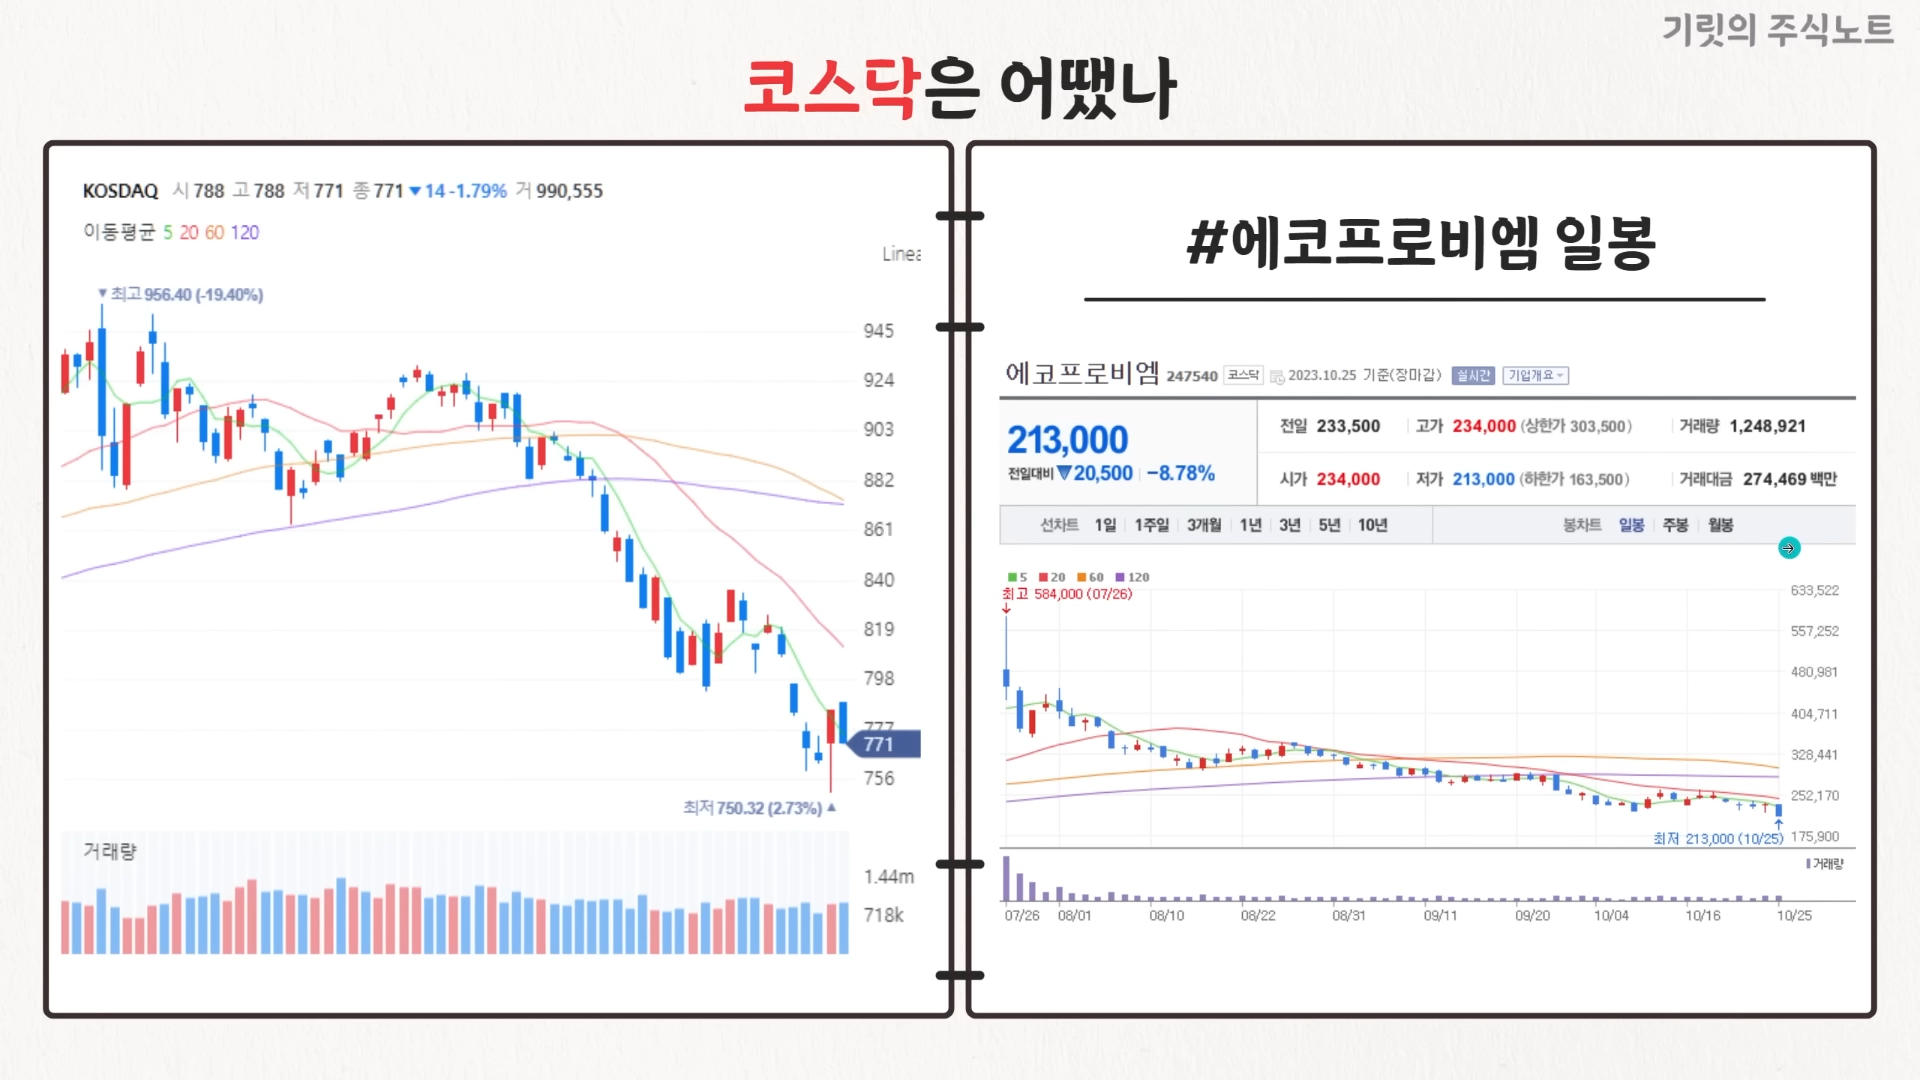 기릿의 주식노트
코스닥은 어땠나
KOSDAQ 시 788 고 788 저 771 종 771 ▼14 -1.79% 거 990,555
이동평균 5 20 60 120
Linea
▼최고 956.40 (-19.40%)
945
924
903
882
861
840
819
798
777
771
756
최저 750.32 (2.73%) ▲
거래량
1.44m
718k
#에코프로비엠 일봉
에코프로비엠 247540 코스닥 2023.10.25 기준(장마감) 실시간 기업개요
213,000
전일대비 ▼20,500 -8.78%
전일 233,500 고가 234,000 (상한가 303,500) 거래량 1,248,921
시가 234,000 저가 213,000 (하한가 163,500) 거래대금 274,469 백만
선차트 1일 1주일 3개월 1년 3년 5년 10년 봉차트 일봉 주봉 월봉
5 20 60 120
최고 584,000 (07/26)
633,522
557,252
480,981
404,711
328,441
252,170
최저 213,000 (10/25)
175,900
거래량
07/26 08/01 08/10 08/22 08/31 09/11 09/20 10/04 10/16 10/25